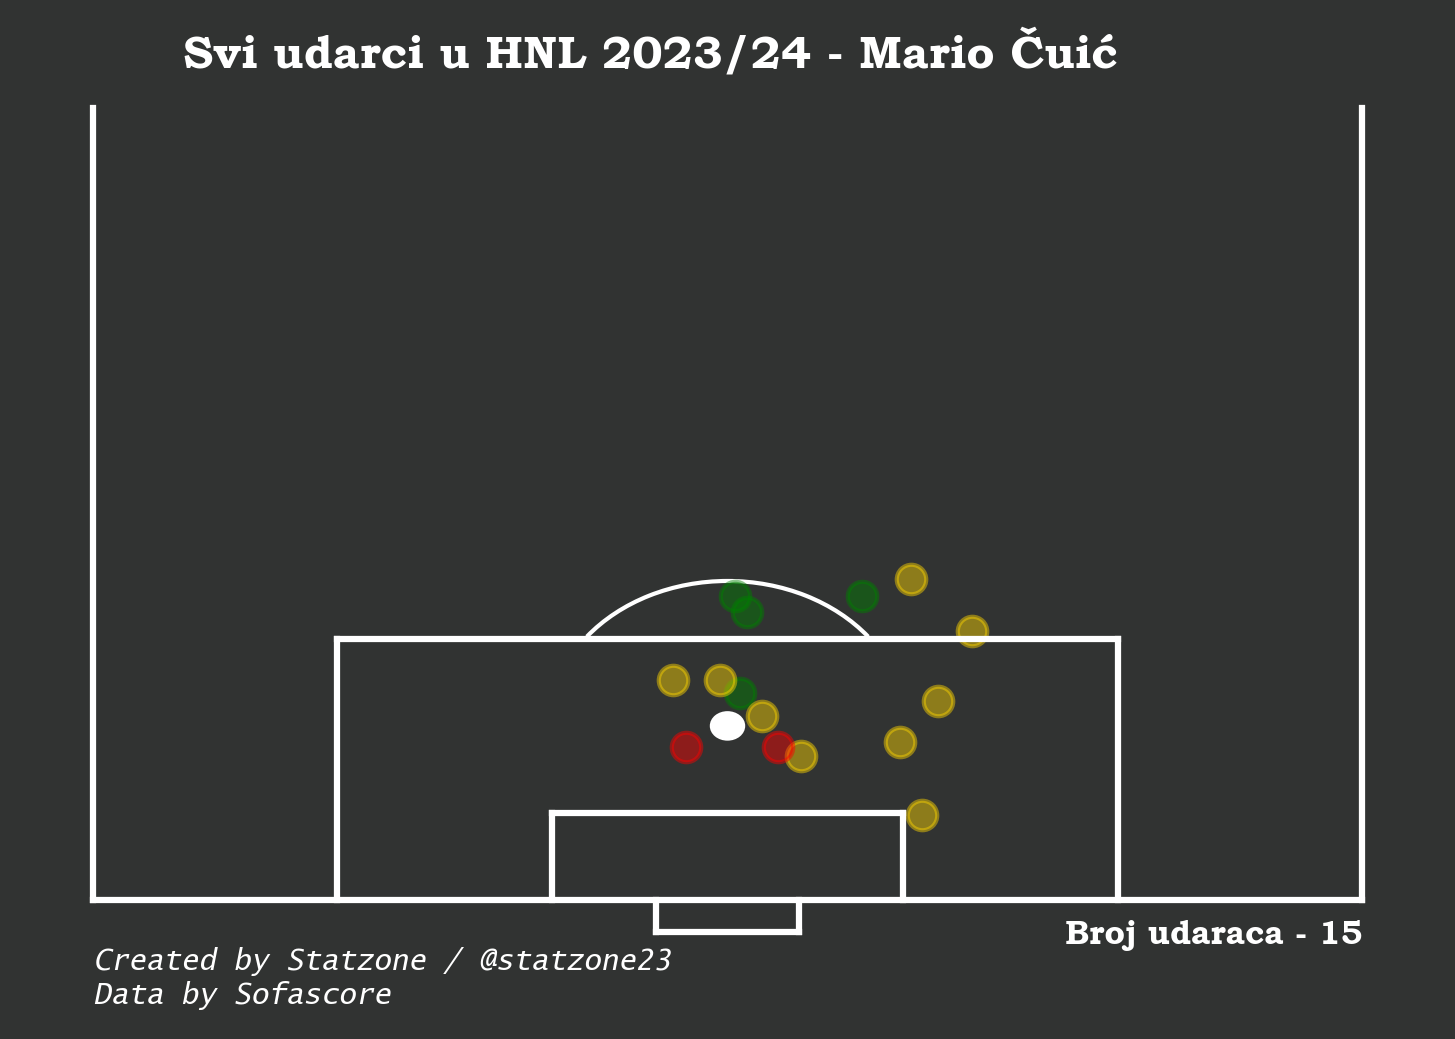 Svi udarci u HNL 2023/24 - Mario Čuić
Broj udaraca - 15
Created by Statzone / @statzone23
Data by Sofascore